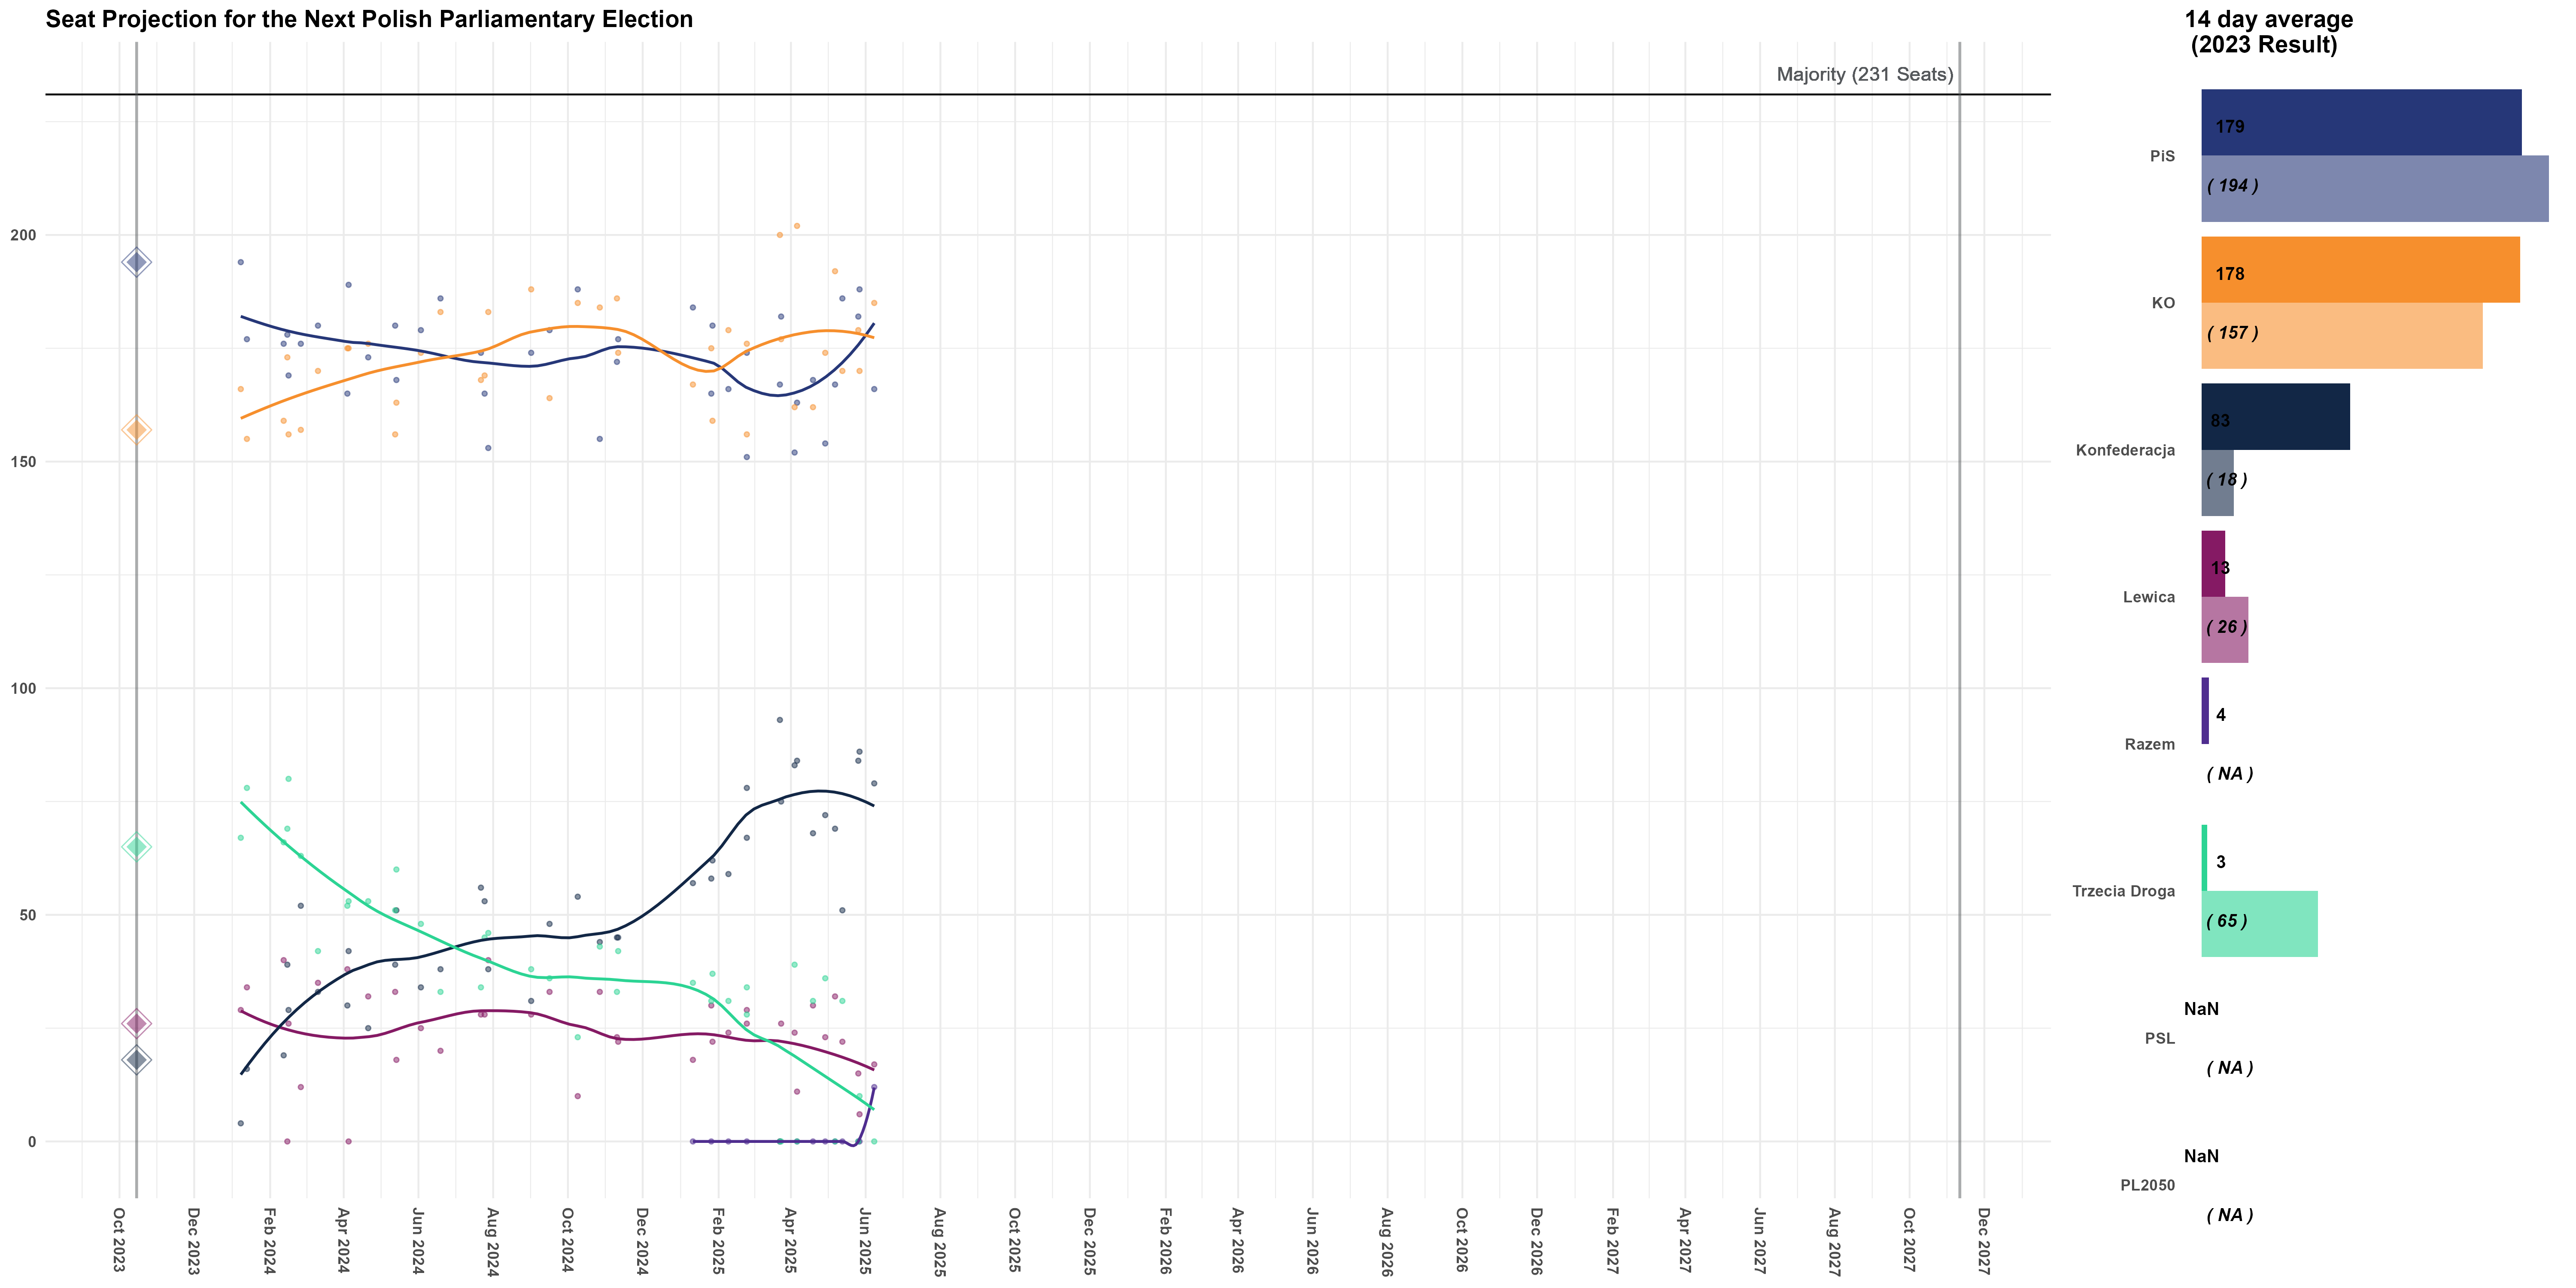 Seat Projection for the Next Polish Parliamentary Election
14 day average
(2023 Result)
Majority (231 Seats)
200
150
100
50
0
Oct 2023
Dec 2023
Feb 2024
Apr 2024
Jun 2024
Aug 2024
Oct 2024
Dec 2024
Feb 2025
Apr 2025
Jun 2025
Aug 2025
Oct 2025
Dec 2025
Feb 2026
Apr 2026
Jun 2026
Aug 2026
Oct 2026
Dec 2026
Feb 2027
Apr 2027
Jun 2027
Aug 2027
Oct 2027
Dec 2027
PiS
179
( 194 )
KO
178
( 157 )
Konfederacja
83
( 18 )
Lewica
13
( 26 )
Razem
4
( NA )
Trzecia Droga
3
( 65 )
PSL
NaN
( NA )
PL2050
NaN
( NA )